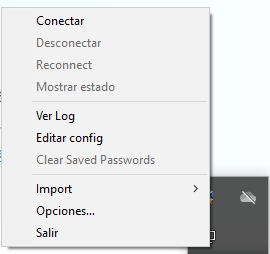 Conectar
Desconectar
Reconnect
Mostrar estado
Ver Log
Editar config
Clear Saved Passwords
Import
Opciones...
Salir